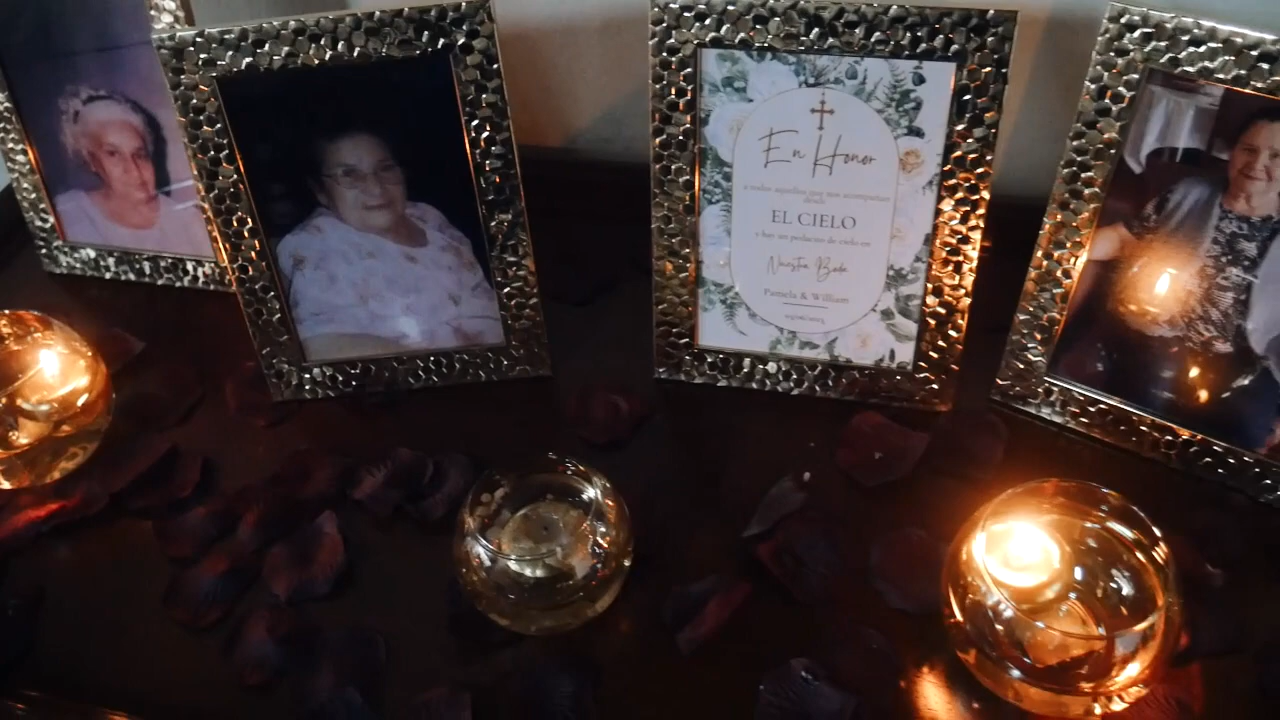 En Honor
a todos aquellos que nos acompañan
desde
EL CIELO
y hay un pedacito de cielo en
Nuestra Boda
Pamela & William